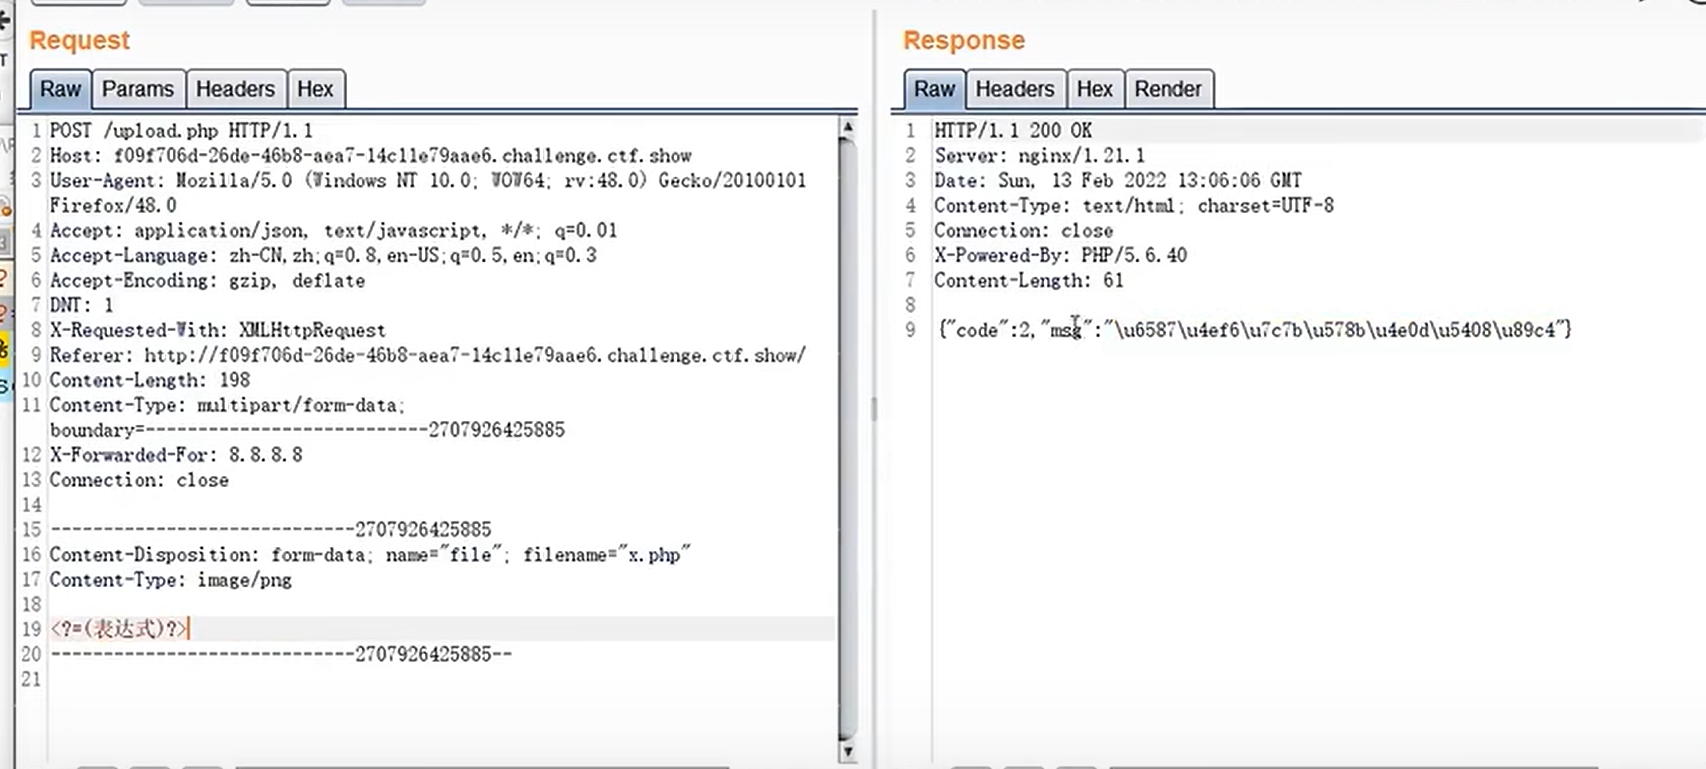 Request
Raw Params Headers Hex
1 POST /upload.php HTTP/1.1
2 Host: f09f706d-26de-46b8-aea7-14c11e79aae6.challenge.ctf.show
3 User-Agent: Mozilla/5.0 (Windows NT 10.0; WOW64; rv:48.0) Gecko/20100101
Firefox/48.0
4 Accept: application/json, text/javascript, */*; q=0.01
5 Accept-Language: zh-CN,zh;q=0.8,en-US;q=0.5,en;q=0.3
6 Accept-Encoding: gzip, deflate
7 DNT: 1
8 X-Requested-With: XMLHttpRequest
9 Referer: http://f09f706d-26de-46b8-aea7-14c11e79aae6.challenge.ctf.show/
10 Content-Length: 198
11 Content-Type: multipart/form-data;
boundary=---------------------------2707926425885
12 X-Forwarded-For: 8.8.8.8
13 Connection: close
14
15 -----------------------------2707926425885
16 Content-Disposition: form-data; name="file"; filename="x.php"
17 Content-Type: image/png
18
19 <?=(表达式)?>
20 -----------------------------2707926425885--
21
Response
Raw Headers Hex Render
1 HTTP/1.1 200 OK
2 Server: nginx/1.21.1
3 Date: Sun, 13 Feb 2022 13:06:06 GMT
4 Content-Type: text/html; charset=UTF-8
5 Connection: close
6 X-Powered-By: PHP/5.6.40
7 Content-Length: 61
8
9 {"code":2,"msg":"\u6587\u4ef6\u7c7b\u578b\u4e0d\u5408\u89c4"}